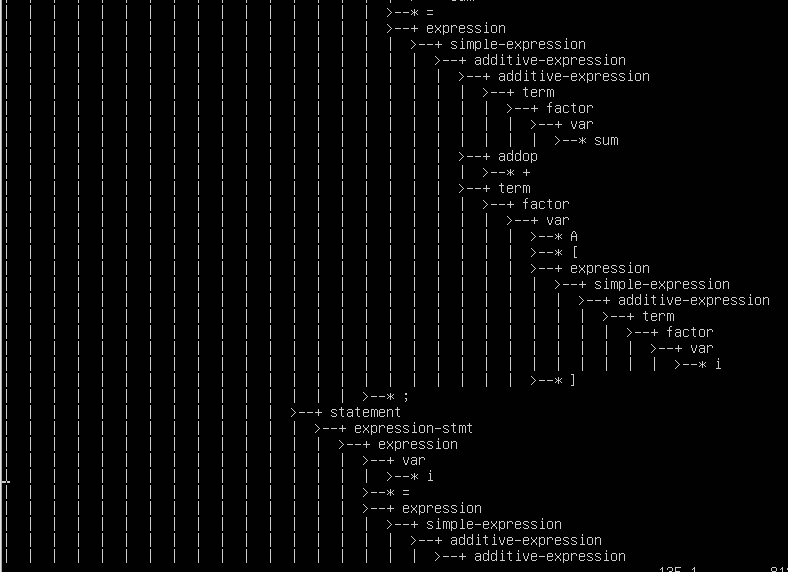 >--* =
>--+ expression
>--+ simple-expression
>--+ additive-expression
>--+ additive-expression
>--+ term
>--+ factor
>--+ var
>--* sum
>--+ addop
>--* +
>--+ term
>--+ factor
>--+ var
>--* A
>--* [
>--+ expression
>--+ simple-expression
>--+ additive-expression
>--+ term
>--+ factor
>--+ var
>--* i
>--* ]
>--* ;
>--+ statement
>--+ expression-stmt
>--+ expression
>--+ var
>--* i
>--* =
>--+ expression
>--+ simple-expression
>--+ additive-expression
>--+ additive-expression